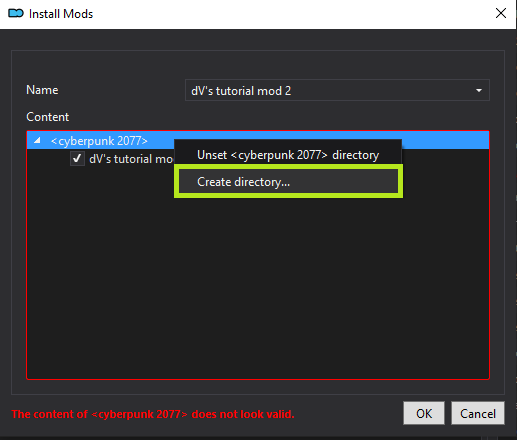 Install Mods
Name
dV's tutorial mod 2
Content
<cyberpunk 2077>
dV's tutorial mo
Unset <cyberpunk 2077> directory
Create directory...
The content of <cyberpunk 2077> does not look valid.
OK
Cancel